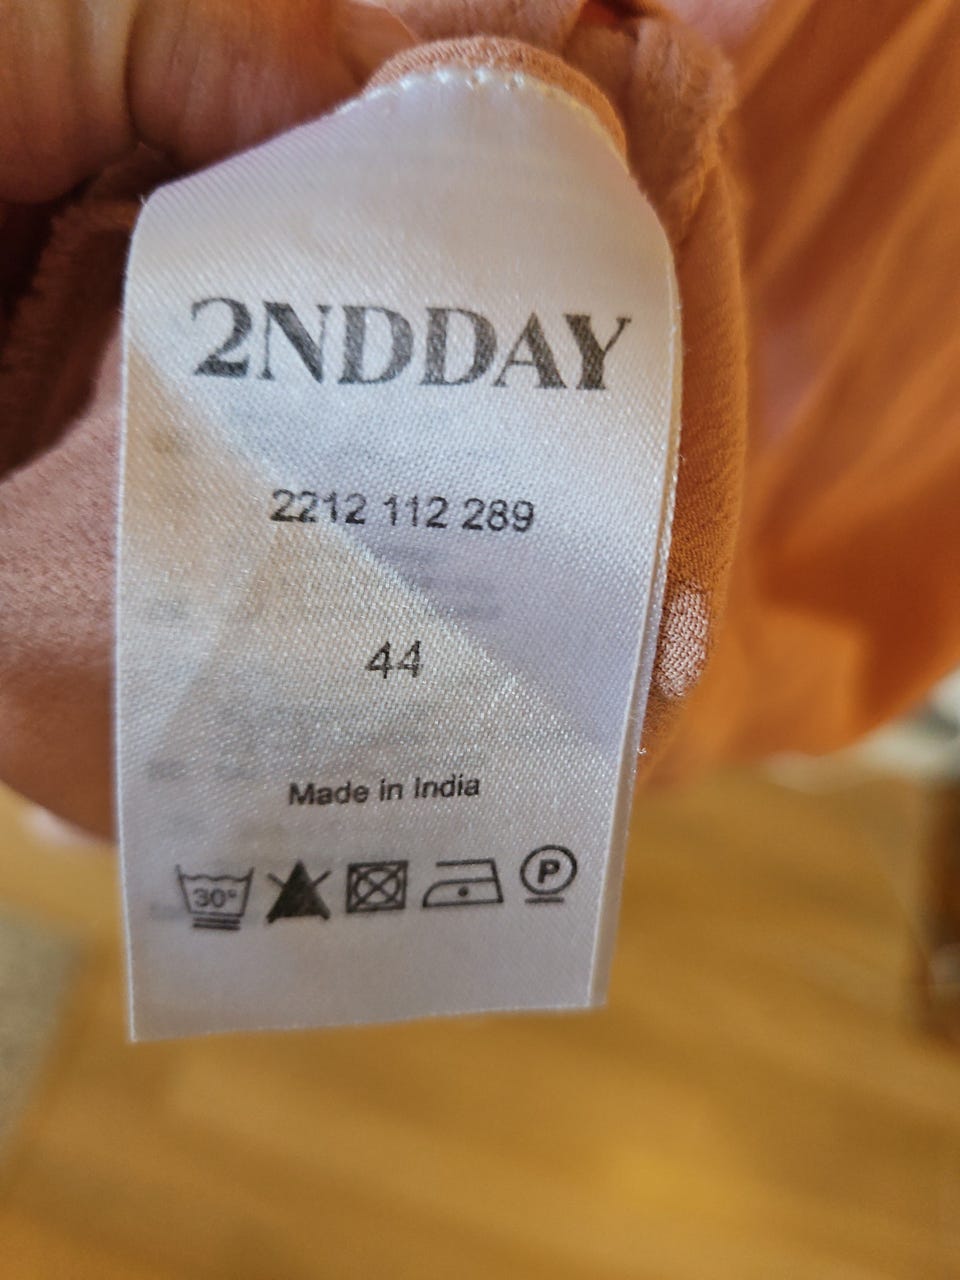 2NDDAY
2212 112 289
44
Made in India
30° P